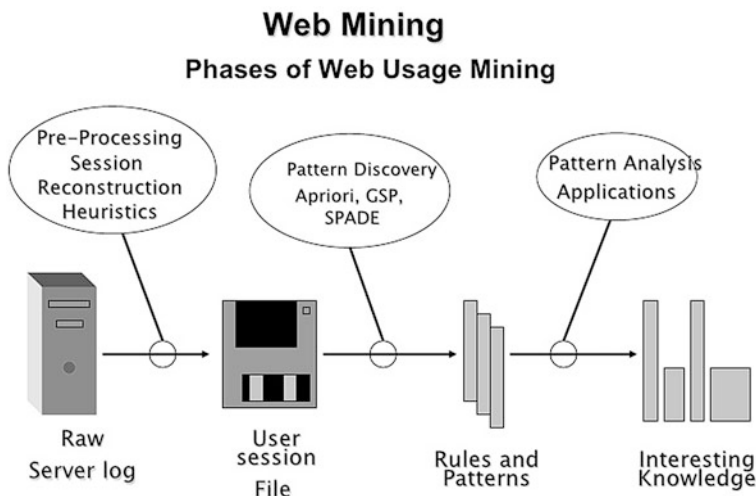 Web Mining
Phases of Web Usage Mining
Pre-Processing
Session
Reconstruction
Heuristics
Pattern Discovery
Apriori, GSP,
SPADE
Pattern Analysis
Applications
Raw
Server log
User
session
File
Rules and
Patterns
Interesting
Knowledge